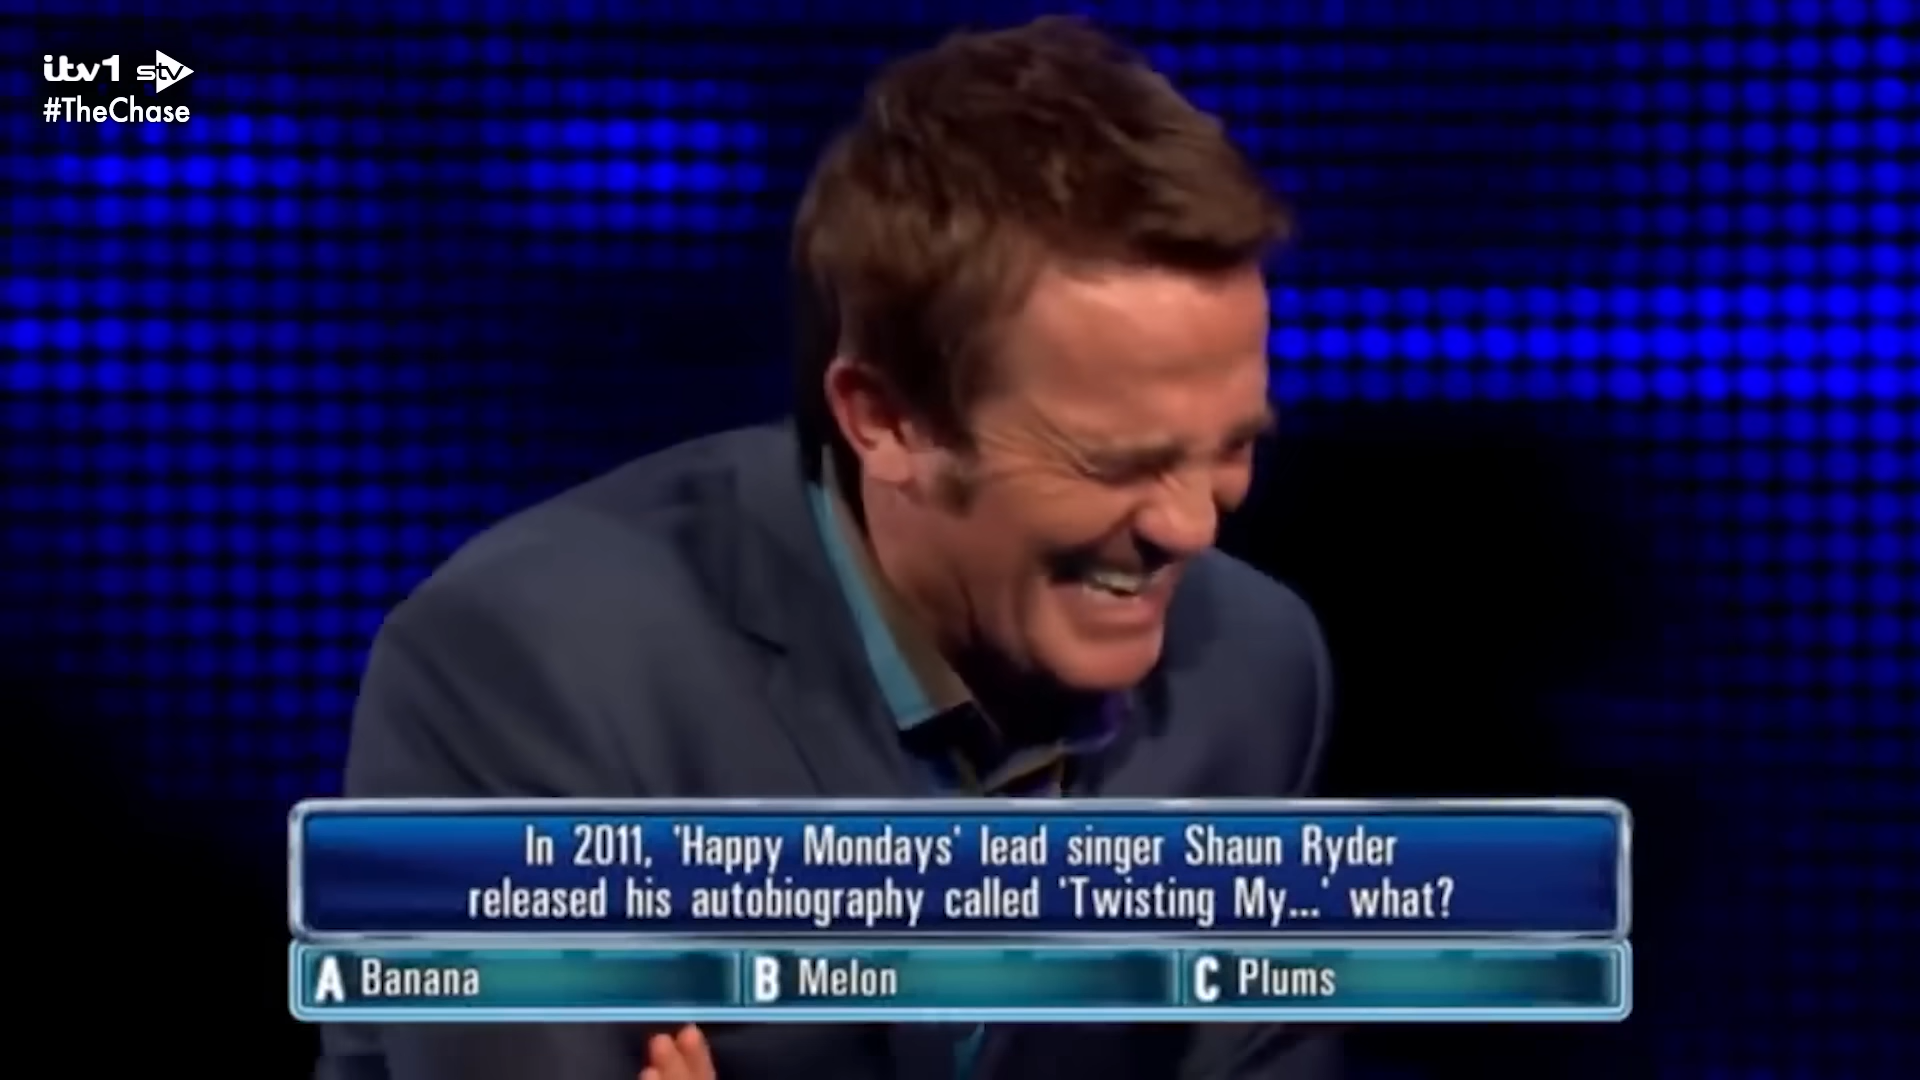 itv1 stv
#TheChase
In 2011, 'Happy Mondays' lead singer Shaun Ryder
released his autobiography called 'Twisting My...' what?
A Banana
B Melon
C Plums